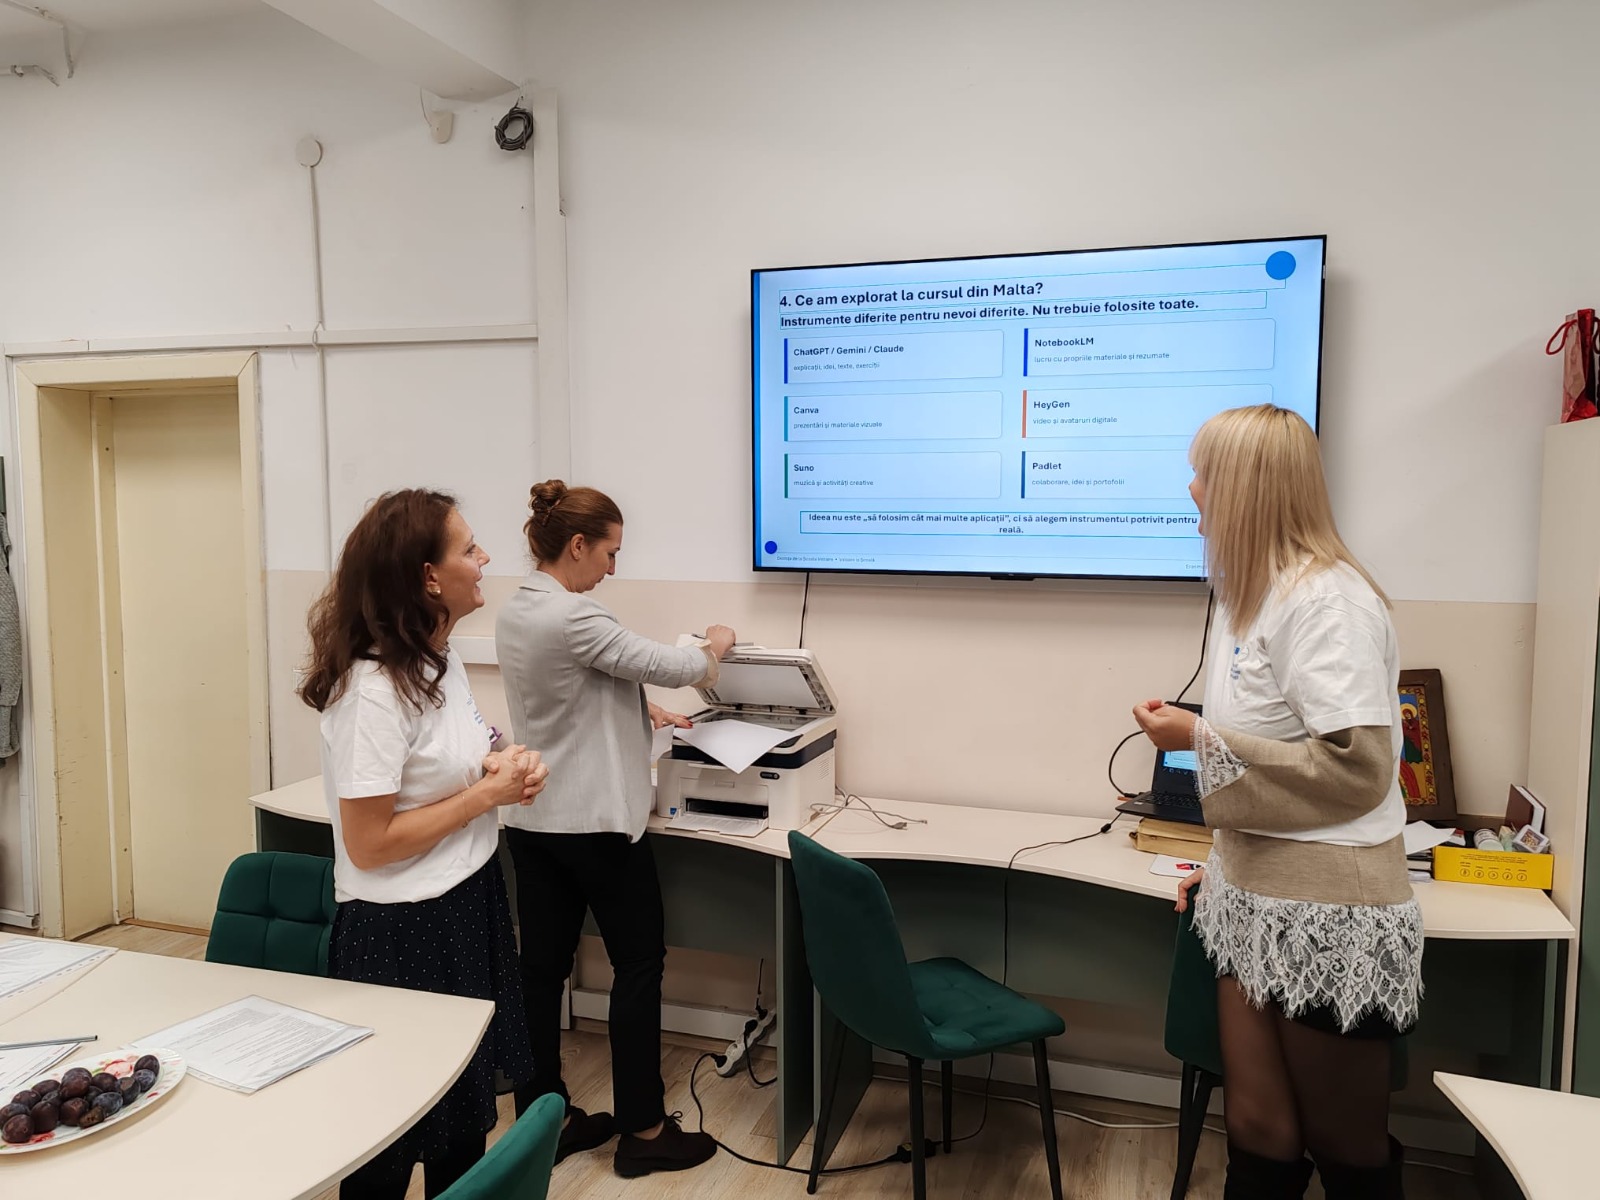 4. Ce am explorat la cursul din Malta?
Instrumente diferite pentru nevoi diferite. Nu trebuie folosite toate.
ChatGPT / Gemini / Claude
explicații, idei, texte, exerciții
NotebookLM
lucru cu propriile materiale și rezumate
Canva
prezentări și materiale vizuale
HeyGen
video și avataruri digitale
Suno
muzică și activități creative
Padlet
colaborare, idei și portofolii
Ideea nu este „să folosim cât mai multe aplicații”, ci să alegem instrumentul potrivit pentru
reală.